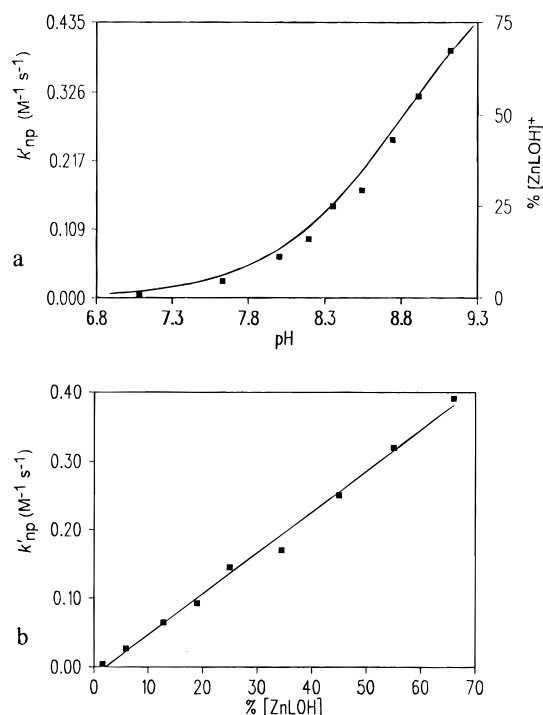 0.435
0.326
0.217
0.109
0.000
k'np (M⁻¹ s⁻¹)
75
50
25
0
% [ZnLOH]⁺
a
6.8 7.3 7.8 8.3 8.8 9.3
pH
0.40
0.30
0.20
0.10
0.00
k'np (M⁻¹ s⁻¹)
b
0 10 20 30 40 50 60 70
% [ZnLOH]